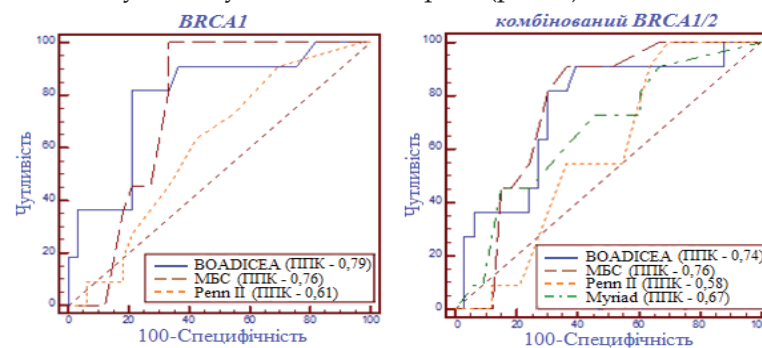 BRCA1
100
80
60
40
20
0
Чутливість
BOADICEA (ППК - 0,79)
МБС (ППК - 0,76)
Penn II (ППК - 0,61)
0 20 40 60 80 100
100-Специфічність
комбінований BRCA1/2
100
80
60
40
20
0
Чутливість
BOADICEA (ППК - 0,74)
МБС (ППК - 0,76)
Penn II (ППК - 0,58)
Myriad (ППК - 0,67)
0 20 40 60 80 100
100-Специфічність